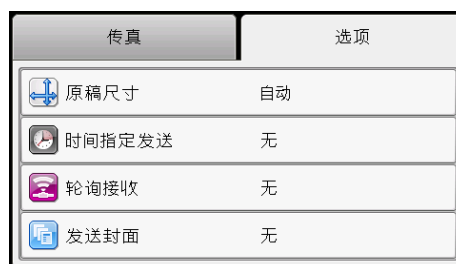 传真 选项
原稿尺寸 自动
时间指定发送 无
轮询接收 无
发送封面 无